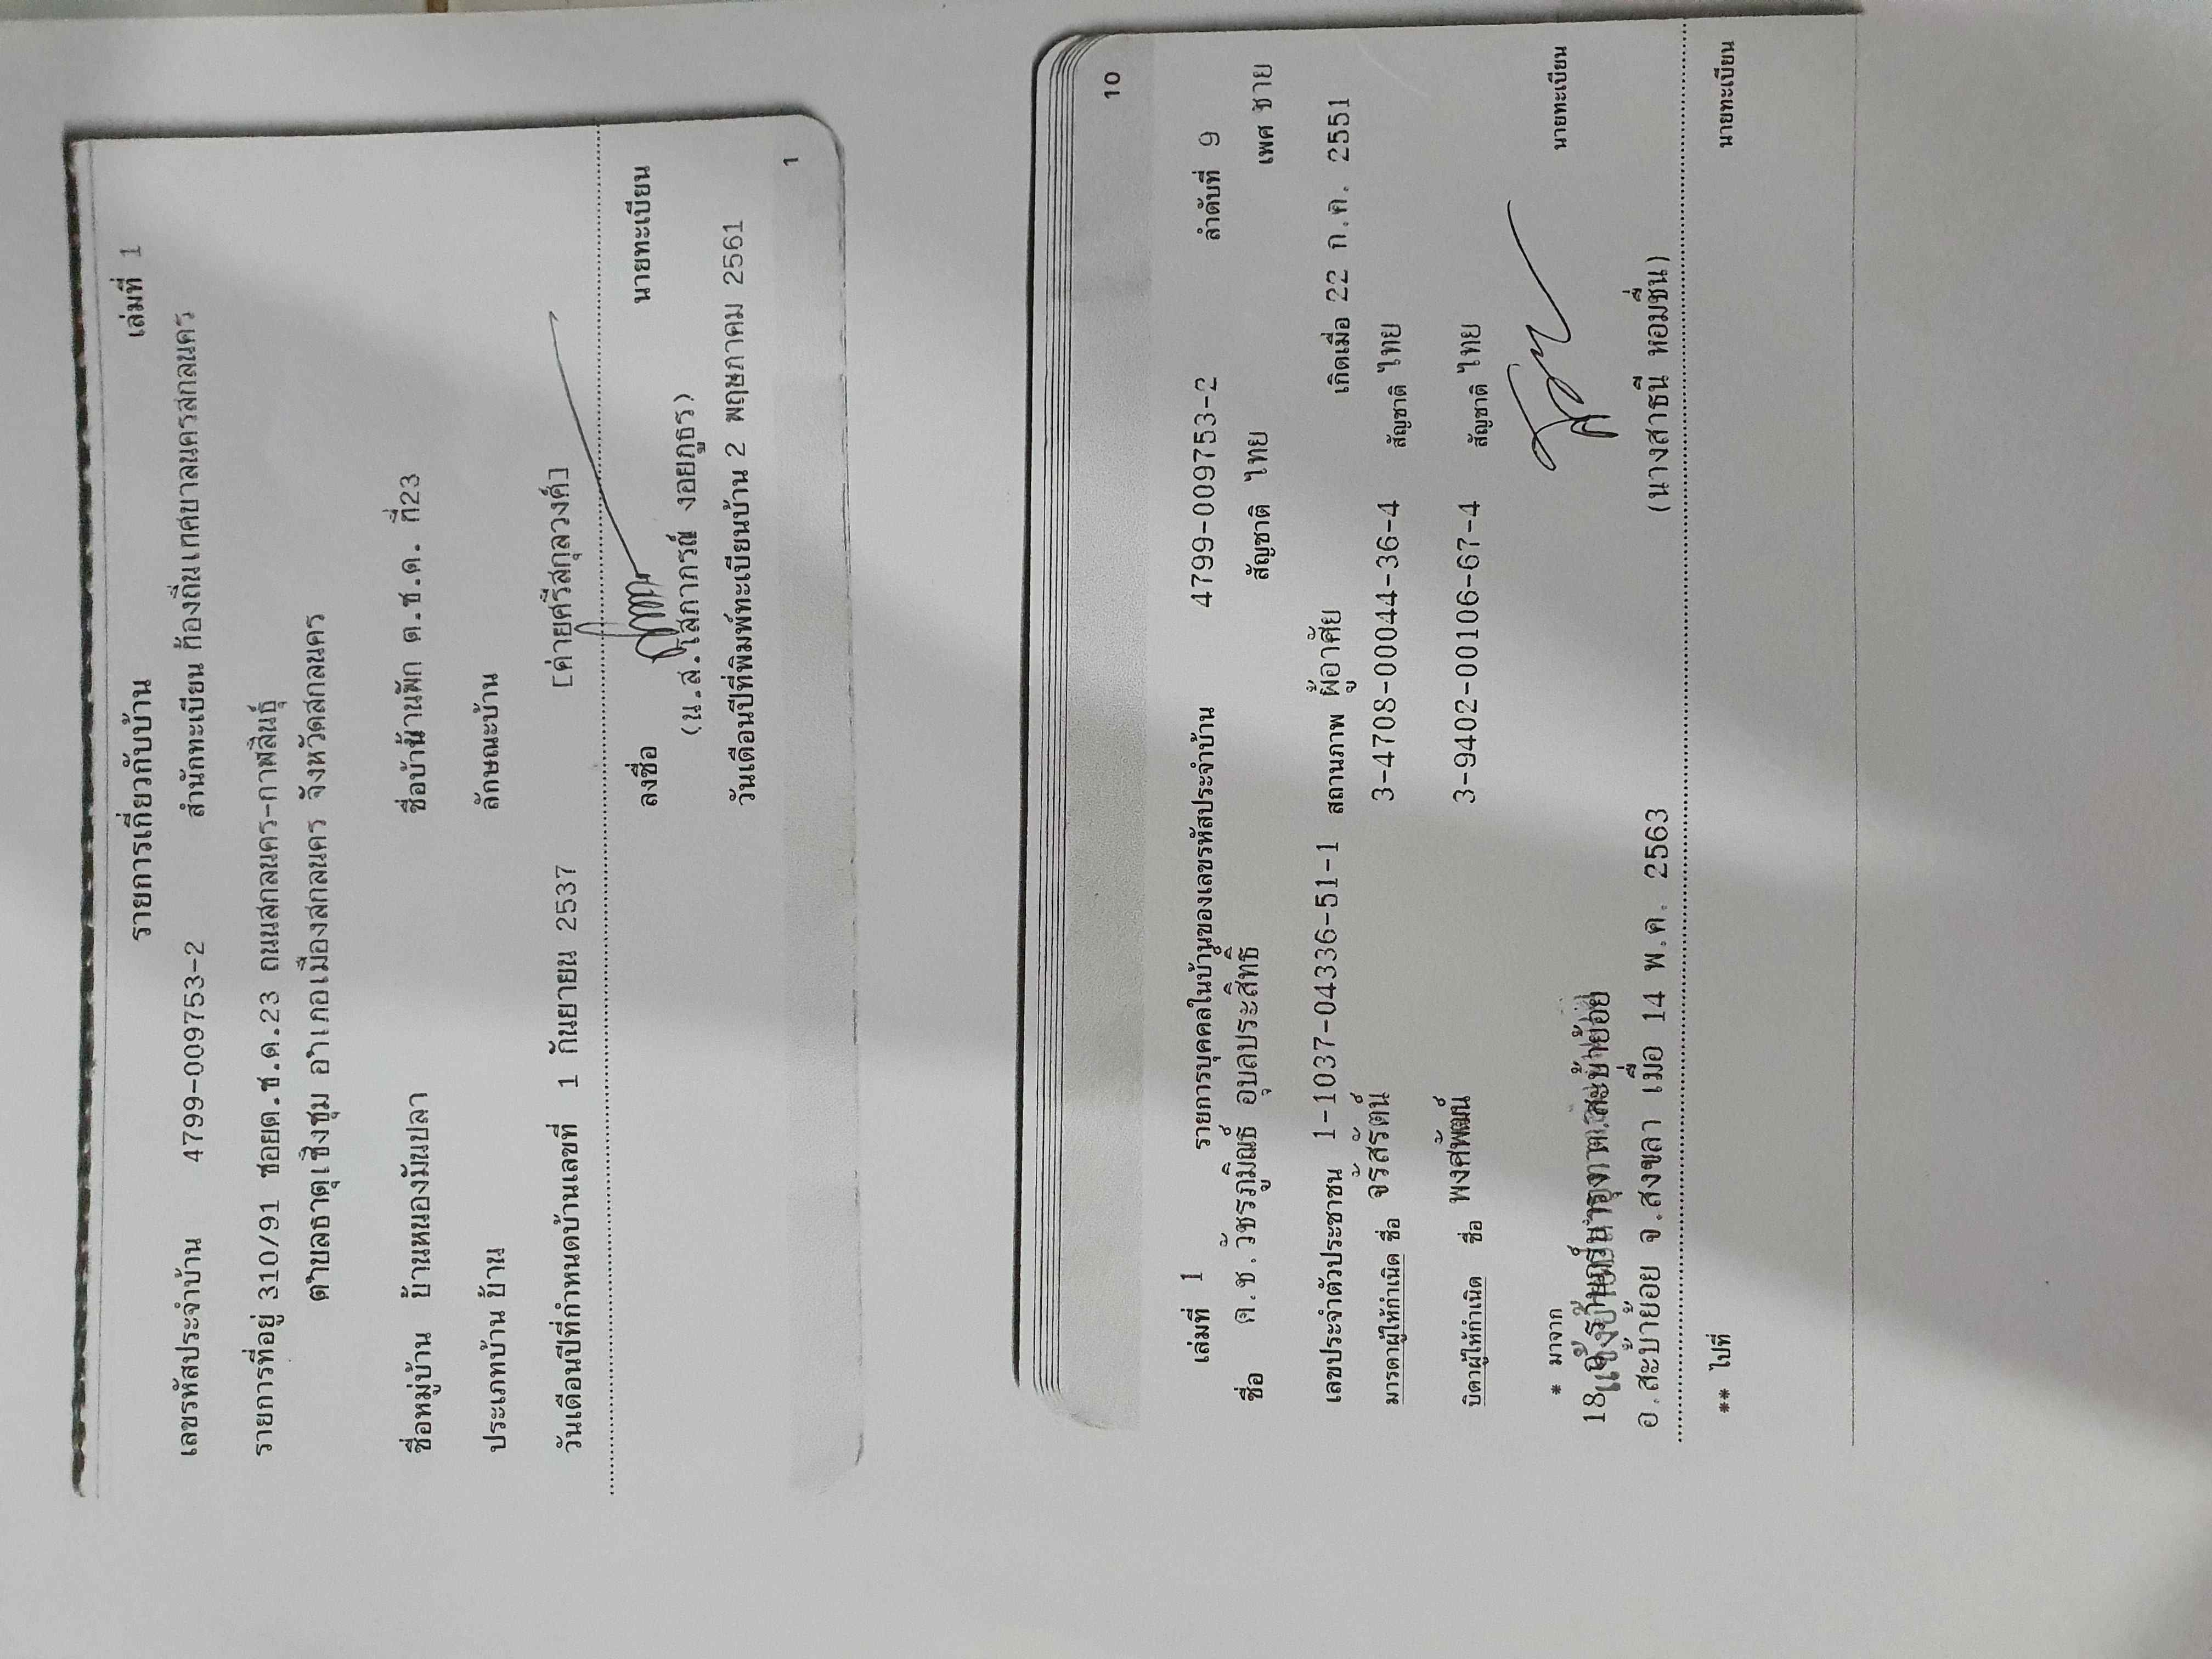 รายการเกี่ยวกับบ้าน เล่มที่ 1
เลขรหัสประจำบ้าน 4799-009753-2 สำนักทะเบียน ท้องถิ่นเทศบาลนครสกลนคร
รายการที่อยู่ 310/91 ซอยต.ช.ด.23 ถนนสกลนคร-กาฬสินธุ์
ตำบลธาตุเชิงชุม อำเภอเมืองสกลนคร จังหวัดสกลนคร
ชื่อหมู่บ้าน บ้านหนองมันปลา ชื่อบ้าน บ้านพัก ต.ช.ด. ที่23
ประเภทบ้าน บ้าน ลักษณะบ้าน
วันเดือนปีที่กำหนดบ้านเลขที่ 1 กันยายน 2537 [ค่ายศรีสกุลวงศ์]
ลงชื่อ นายทะเบียน
(น.ส.โสภาภรณ์ งอยภูธร)
วันเดือนปีที่พิมพ์ทะเบียนบ้าน 2 พฤษภาคม 2561
1
10
เล่มที่ 1 รายการบุคคลในบ้านของเลขรหัสประจำบ้าน 4799-009753-2 ลำดับที่ 9
ชื่อ ด.ช.วัชรภูมิณธ์ อุบลประสิทธิ์ สัญชาติ ไทย เพศ ชาย
เลขประจำตัวประชาชน 1-1037-04336-51-1 สถานภาพ ผู้อาศัย เกิดเมื่อ 22 ก.ค. 2551
มารดาผู้ให้กำเนิด ชื่อ จรัสรัตน์ 3-4708-00044-36-4 สัญชาติ ไทย
บิดาผู้ให้กำเนิด ชื่อ พงศ์พัฒน์ 3-9402-00106-67-4 สัญชาติ ไทย
* มาจาก นายทะเบียน
ต.สะบ้าย้อย
อ.สะบ้าย้อย จ.สงขลา เมื่อ 14 พ.ค. 2563 (นางสาธนี หอมชื่น)
** ไปที่ นายทะเบียน